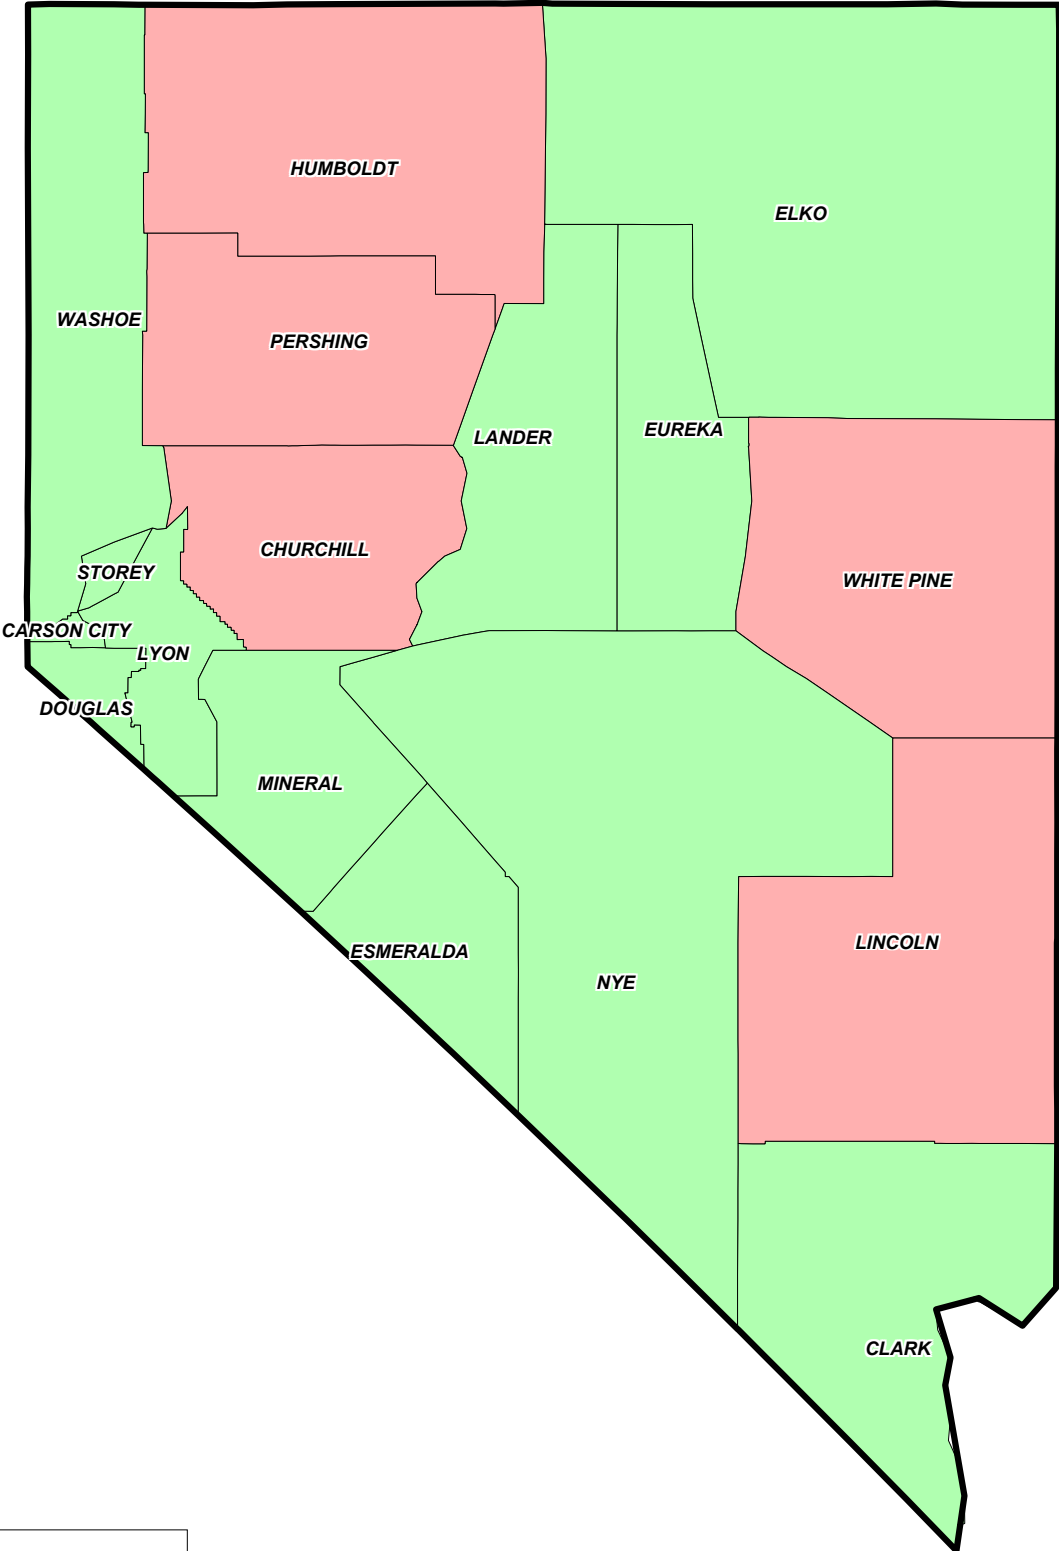 HUMBOLDT
ELKO
WASHOE
PERSHING
LANDER
EUREKA
CHURCHILL
STOREY
WHITE PINE
CARSON CITY
LYON
DOUGLAS
MINERAL
LINCOLN
ESMERALDA
NYE
CLARK